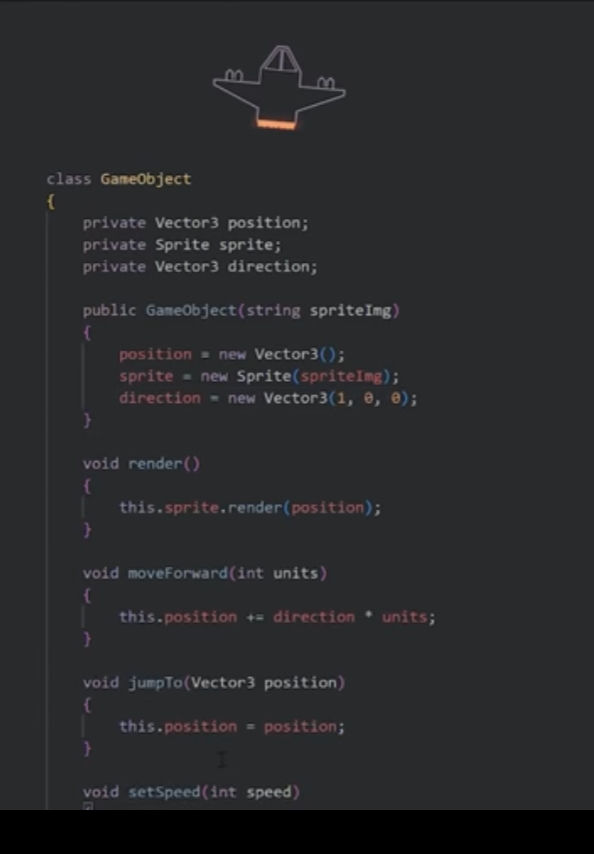 class GameObject
{
private Vector3 position;
private Sprite sprite;
private Vector3 direction;
public GameObject(string spriteImg)
{
position = new Vector3();
sprite = new Sprite(spriteImg);
direction = new Vector3(1, 0, 0);
}
void render()
{
this.sprite.render(position);
}
void moveForward(int units)
{
this.position += direction * units;
}
void jumpTo(Vector3 position)
{
this.position = position;
}
void setSpeed(int speed)
{